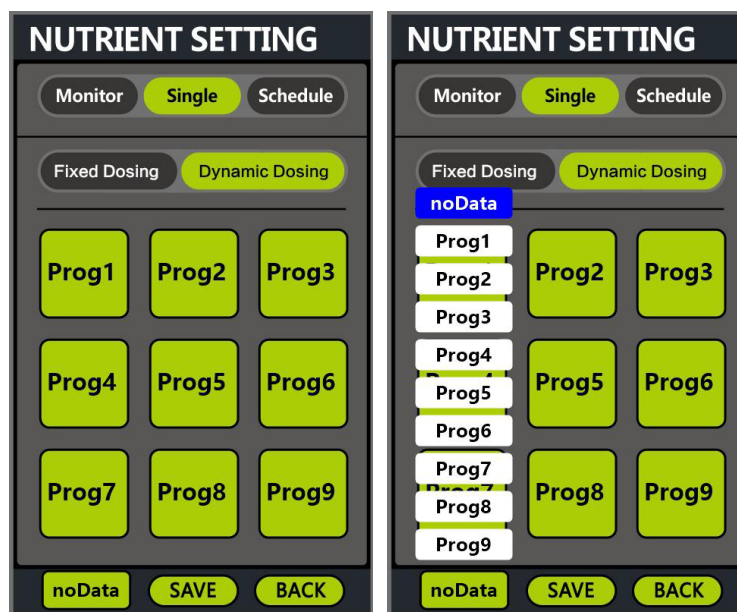 NUTRIENT SETTING
Monitor Single Schedule
Fixed Dosing Dynamic Dosing
Prog1 Prog2 Prog3
Prog4 Prog5 Prog6
Prog7 Prog8 Prog9
noData SAVE BACK
NUTRIENT SETTING
Monitor Single Schedule
Fixed Dosing Dynamic Dosing
noData
Prog1
Prog2
Prog3
Prog4
Prog5
Prog6
Prog7
Prog8
Prog9
Prog2 Prog3
Prog5 Prog6
Prog8 Prog9
noData SAVE BACK